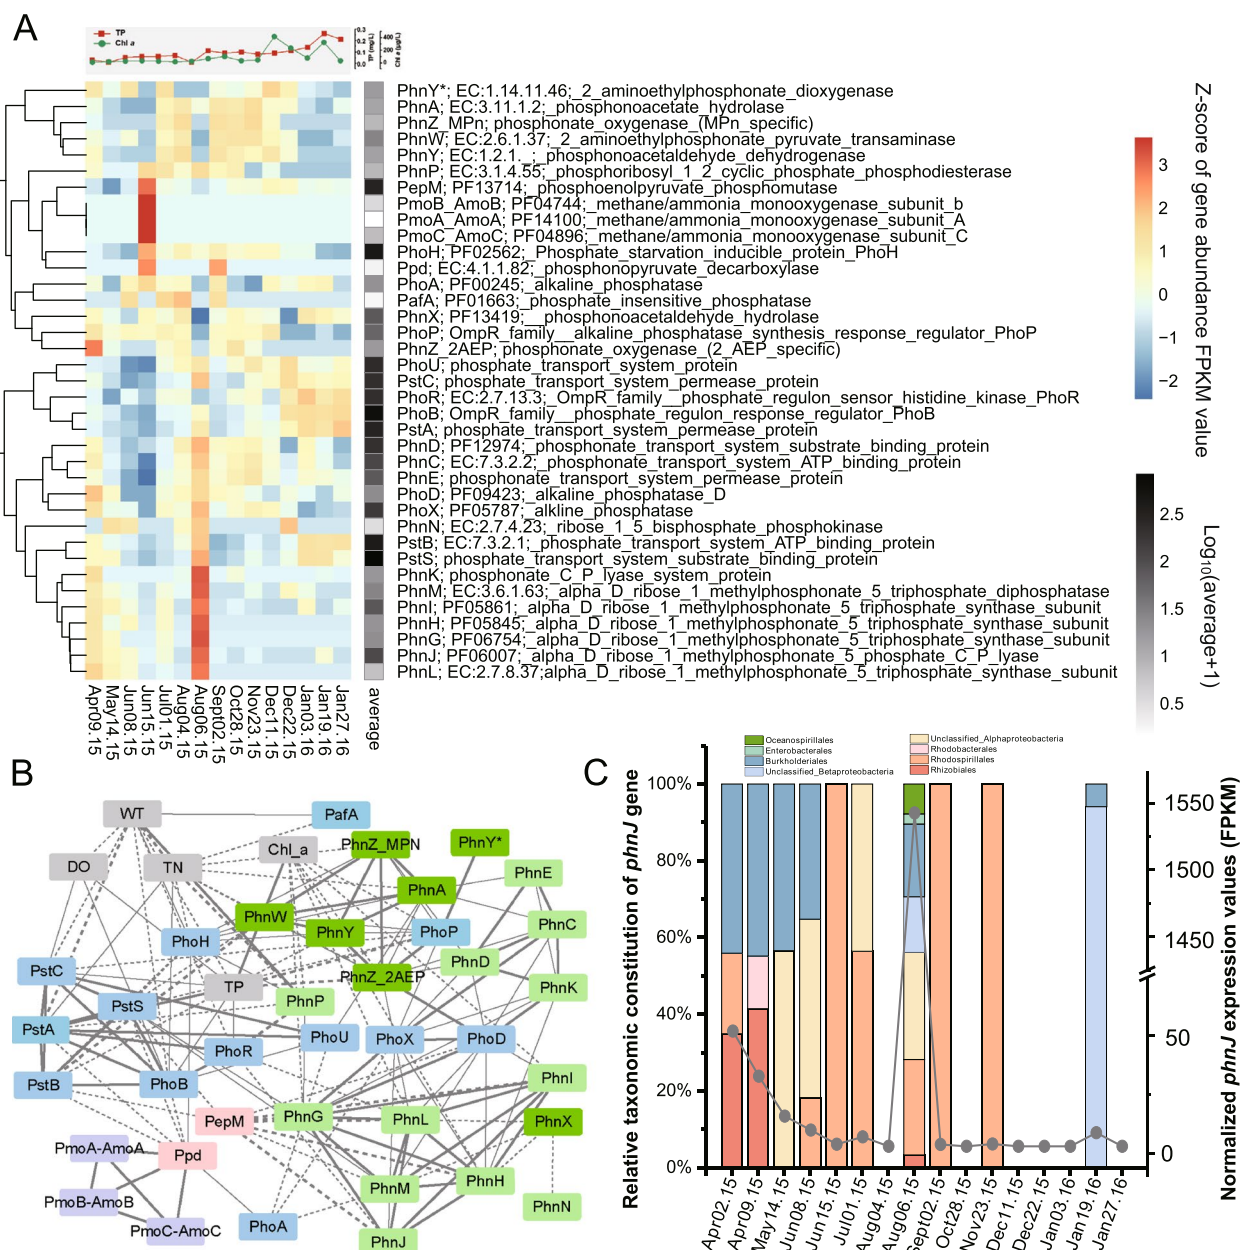 A
TP
Chl a
0.3
0.2
0.1
0.0
TP (mg/L)
400
200
0
Chl a (μg/L)
PhnY*; EC:1.14.11.46;_2_aminoethylphosphonate_dioxygenase
PhnA; EC:3.11.1.2;_phosphonoacetate_hydrolase
PhnZ_MPn; phosphonate_oxygenase_(MPn_specific)
PhnW; EC:2.6.1.37;_2_aminoethylphosphonate_pyruvate_transaminase
PhnY; EC:1.2.1._;_phosphonoacetaldehyde_dehydrogenase
PhnP; EC:3.1.4.55;_phosphoribosyl_1_2_cyclic_phosphate_phosphodiesterase
PepM; PF13714;_phosphoenolpyruvate_phosphomutase
PmoB_AmoB; PF04744;_methane/ammonia_monooxygenase_subunit_b
PmoA_AmoA; PF14100;_methane/ammonia_monooxygenase_subunit_A
PmoC_AmoC; PF04896;_methane/ammonia_monooxygenase_subunit_C
PhoH; PF02562;_Phosphate_starvation_inducible_protein_PhoH
Ppd; EC:4.1.1.82;_phosphonopyruvate_decarboxylase
PhoA; PF00245;_alkaline_phosphatase
PafA; PF01663;_phosphate_insensitive_phosphatase
PhnX; PF13419;__phosphonoacetaldehyde_hydrolase
PhoP; OmpR_family__alkaline_phosphatase_synthesis_response_regulator_PhoP
PhnZ_2AEP; phosphonate_oxygenase_(2_AEP_specific)
PhoU; phosphate_transport_system_protein
PstC; phosphate_transport_system_permease_protein
PhoR; EC:2.7.13.3;_OmpR_family__phosphate_regulon_sensor_histidine_kinase_PhoR
PhoB; OmpR_family__phosphate_regulon_response_regulator_PhoB
PstA; phosphate_transport_system_permease_protein
PhnD; PF12974;_phosphonate_transport_system_substrate_binding_protein
PhnC; EC:7.3.2.2;_phosphonate_transport_system_ATP_binding_protein
PhnE; phosphonate_transport_system_permease_protein
PhoD; PF09423;_alkaline_phosphatase_D
PhoX; PF05787;_alkline_phosphatase
PhnN; EC:2.7.4.23;_ribose_1_5_bisphosphate_phosphokinase
PstB; EC:7.3.2.1;_phosphate_transport_system_ATP_binding_protein
PstS; phosphate_transport_system_substrate_binding_protein
PhnK; phosphonate_C_P_lyase_system_protein
PhnM; EC:3.6.1.63;_alpha_D_ribose_1_methylphosphonate_5_triphosphate_diphosphatase
PhnI; PF05861;_alpha_D_ribose_1_methylphosphonate_5_triphosphate_synthase_subunit
PhnH; PF05845;_alpha_D_ribose_1_methylphosphonate_5_triphosphate_synthase_subunit
PhnG; PF06754;_alpha_D_ribose_1_methylphosphonate_5_triphosphate_synthase_subunit
PhnJ; PF06007;_alpha_D_ribose_1_methylphosphonate_5_phosphate_C_P_lyase
PhnL; EC:2.7.8.37;alpha_D_ribose_1_methylphosphonate_5_triphosphate_synthase_subunit
Apr09.15
May14.15
Jun08.15
Jun15.15
Jul01.15
Aug04.15
Aug06.15
Sept02.15
Oct28.15
Nov23.15
Dec11.15
Dec22.15
Jan03.16
Jan19.16
Jan27.16
average
3
2
1
0
−1
−2
Z-score of gene abundance FPKM value
2.5
2
1.5
1
0.5
Log10(average+1)
B
WT
PafA
DO
TN
Chl_a
PhnZ_MPN
PhnY*
PhnE
PhnA
PhnW
PhnC
PhoH
PhnY
PhoP
PstC
PhnD
TP
PhnZ_2AEP
PhnK
PstS
PhnP
PstA
PhoU
PhoX
PhoD
PhoR
PstB
PhoB
PhnI
PepM
PhnG
PhnL
PhnX
PmoA-AmoA
Ppd
PhnM
PhnH
PmoB-AmoB
PhnN
PmoC-AmoC
PhoA
PhnJ
C
Oceanospirillales
Enterobacterales
Burkholderiales
Unclassified_Betaproteobacteria
Unclassified_Alphaproteobacteria
Rhodobacterales
Rhodospirillales
Rhizobiales
Relative taxonomic constitution of phnJ gene
100%
80%
60%
40%
20%
0%
1550
1500
1450
50
0
Normalized phnJ expression values (FPKM)
Apr02.15
Apr09.15
May14.15
Jun08.15
Jun15.15
Jul01.15
Aug04.15
Aug06.15
Sept02.15
Oct28.15
Nov23.15
Dec11.15
Dec22.15
Jan03.16
Jan19.16
Jan27.16